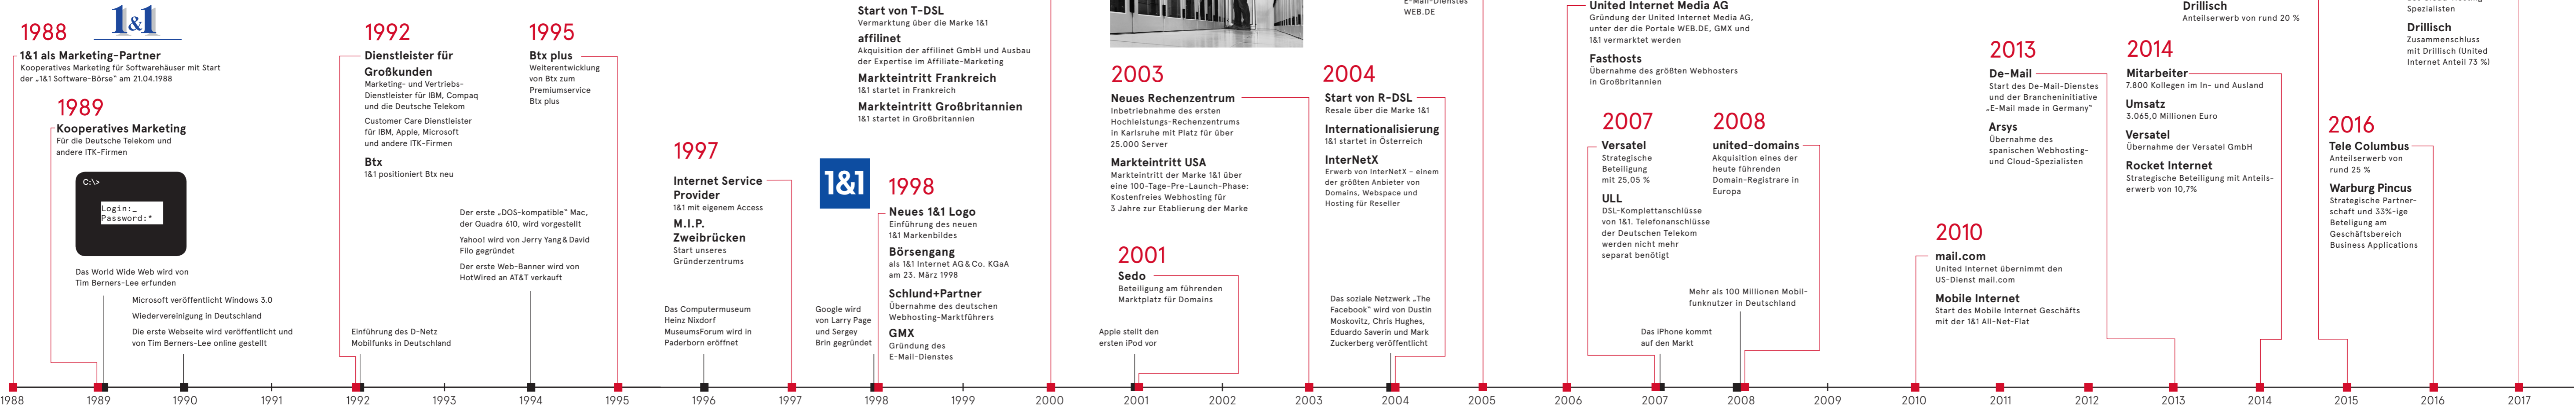 1&1
1988
1&1 als Marketing-Partner
Kooperatives Marketing für Softwarehäuser mit Start
der „1&1 Software-Börse“ am 21.04.1988
1989
Kooperatives Marketing
Für die Deutsche Telekom und
andere ITK-Firmen
C:\>
Login:_
Password:*
Das World Wide Web wird von
Tim Berners-Lee erfunden
Microsoft veröffentlicht Windows 3.0
Wiedervereinigung in Deutschland
Die erste Webseite wird veröffentlicht und
von Tim Berners-Lee online gestellt
1992
Dienstleister für
Großkunden
Marketing- und Vertriebs-
Dienstleister für IBM, Compaq
und die Deutsche Telekom
Customer Care Dienstleister
für IBM, Apple, Microsoft
und andere ITK-Firmen
Btx
1&1 positioniert Btx neu
Einführung des D-Netz
Mobilfunks in Deutschland
1995
Btx plus
Weiterentwicklung
von Btx zum
Premiumservice
Btx plus
Der erste „DOS-kompatible“ Mac,
der Quadra 610, wird vorgestellt
Yahoo! wird von Jerry Yang & David
Filo gegründet
Der erste Web-Banner wird von
HotWired an AT&T verkauft
1997
Internet Service
Provider
1&1 mit eigenem Access
M.I.P.
Zweibrücken
Start unseres
Gründerzentrums
Das Computermuseum
Heinz Nixdorf
MuseumsForum wird in
Paderborn eröffnet
Start von T-DSL
Vermarktung über die Marke 1&1
affilinet
Akquisition der affilinet GmbH und Ausbau
der Expertise im Affiliate-Marketing
Markteintritt Frankreich
1&1 startet in Frankreich
Markteintritt Großbritannien
1&1 startet in Großbritannien
1&1
1998
Neues 1&1 Logo
Einführung des neuen
1&1 Markenbildes
Börsengang
als 1&1 Internet AG & Co. KGaA
am 23. März 1998
Schlund+Partner
Übernahme des deutschen
Webhosting-Marktführers
GMX
Gründung des
E-Mail-Dienstes
Google wird
von Larry Page
und Sergey
Brin gegründet
2003
Neues Rechenzentrum
Inbetriebnahme des ersten
Hochleistungs-Rechenzentrums
in Karlsruhe mit Platz für über
25.000 Server
Markteintritt USA
Markteintritt der Marke 1&1 über
eine 100-Tage-Pre-Launch-Phase:
Kostenfreies Webhosting für
3 Jahre zur Etablierung der Marke
2001
Sedo
Beteiligung am führenden
Marktplatz für Domains
Apple stellt den
ersten iPod vor
E-Mail-Dienstes
WEB.DE
2004
Start von R-DSL
Resale über die Marke 1&1
Internationalisierung
1&1 startet in Österreich
InterNetX
Erwerb von InterNetX – einem
der größten Anbieter von
Domains, Webspace und
Hosting für Reseller
Das soziale Netzwerk „The
Facebook“ wird von Dustin
Moskovitz, Chris Hughes,
Eduardo Saverin und Mark
Zuckerberg veröffentlicht
United Internet Media AG
Gründung der United Internet Media AG,
unter der die Portale WEB.DE, GMX und
1&1 vermarktet werden
Fasthosts
Übernahme des größten Webhosters
in Großbritannien
2007
Versatel
Strategische
Beteiligung
mit 25,05 %
ULL
DSL-Komplettanschlüsse
von 1&1. Telefonanschlüsse
der Deutschen Telekom
werden nicht mehr
separat benötigt
Das iPhone kommt
auf den Markt
2008
united-domains
Akquisition eines der
heute führenden
Domain-Registrare in
Europa
Mehr als 100 Millionen Mobil-
funknutzer in Deutschland
2010
mail.com
United Internet übernimmt den
US-Dienst mail.com
Mobile Internet
Start des Mobile Internet Geschäfts
mit der 1&1 All-Net-Flat
2013
De-Mail
Start des De-Mail-Dienstes
und der Brancheninitiative
„E-Mail made in Germany“
Arsys
Übernahme des
spanischen Webhosting-
und Cloud-Spezialisten
2014
Mitarbeiter
7.800 Kollegen im In- und Ausland
Umsatz
3.065,0 Millionen Euro
Versatel
Übernahme der Versatel GmbH
Rocket Internet
Strategische Beteiligung mit Anteils-
erwerb von 10,7%
Drillisch
Anteilserwerb von rund 20 %
2016
Tele Columbus
Anteilserwerb von
rund 25 %
Warburg Pincus
Strategische Partner-
schaft und 33%-ige
Beteiligung am
Geschäftsbereich
Business Applications
Spezialisten
Drillisch
Zusammenschluss
mit Drillisch (United
Internet Anteil 73 %)
1988 1989 1990 1991 1992 1993 1994 1995 1996 1997 1998 1999 2000 2001 2002 2003 2004 2005 2006 2007 2008 2009 2010 2011 2012 2013 2014 2015 2016 2017